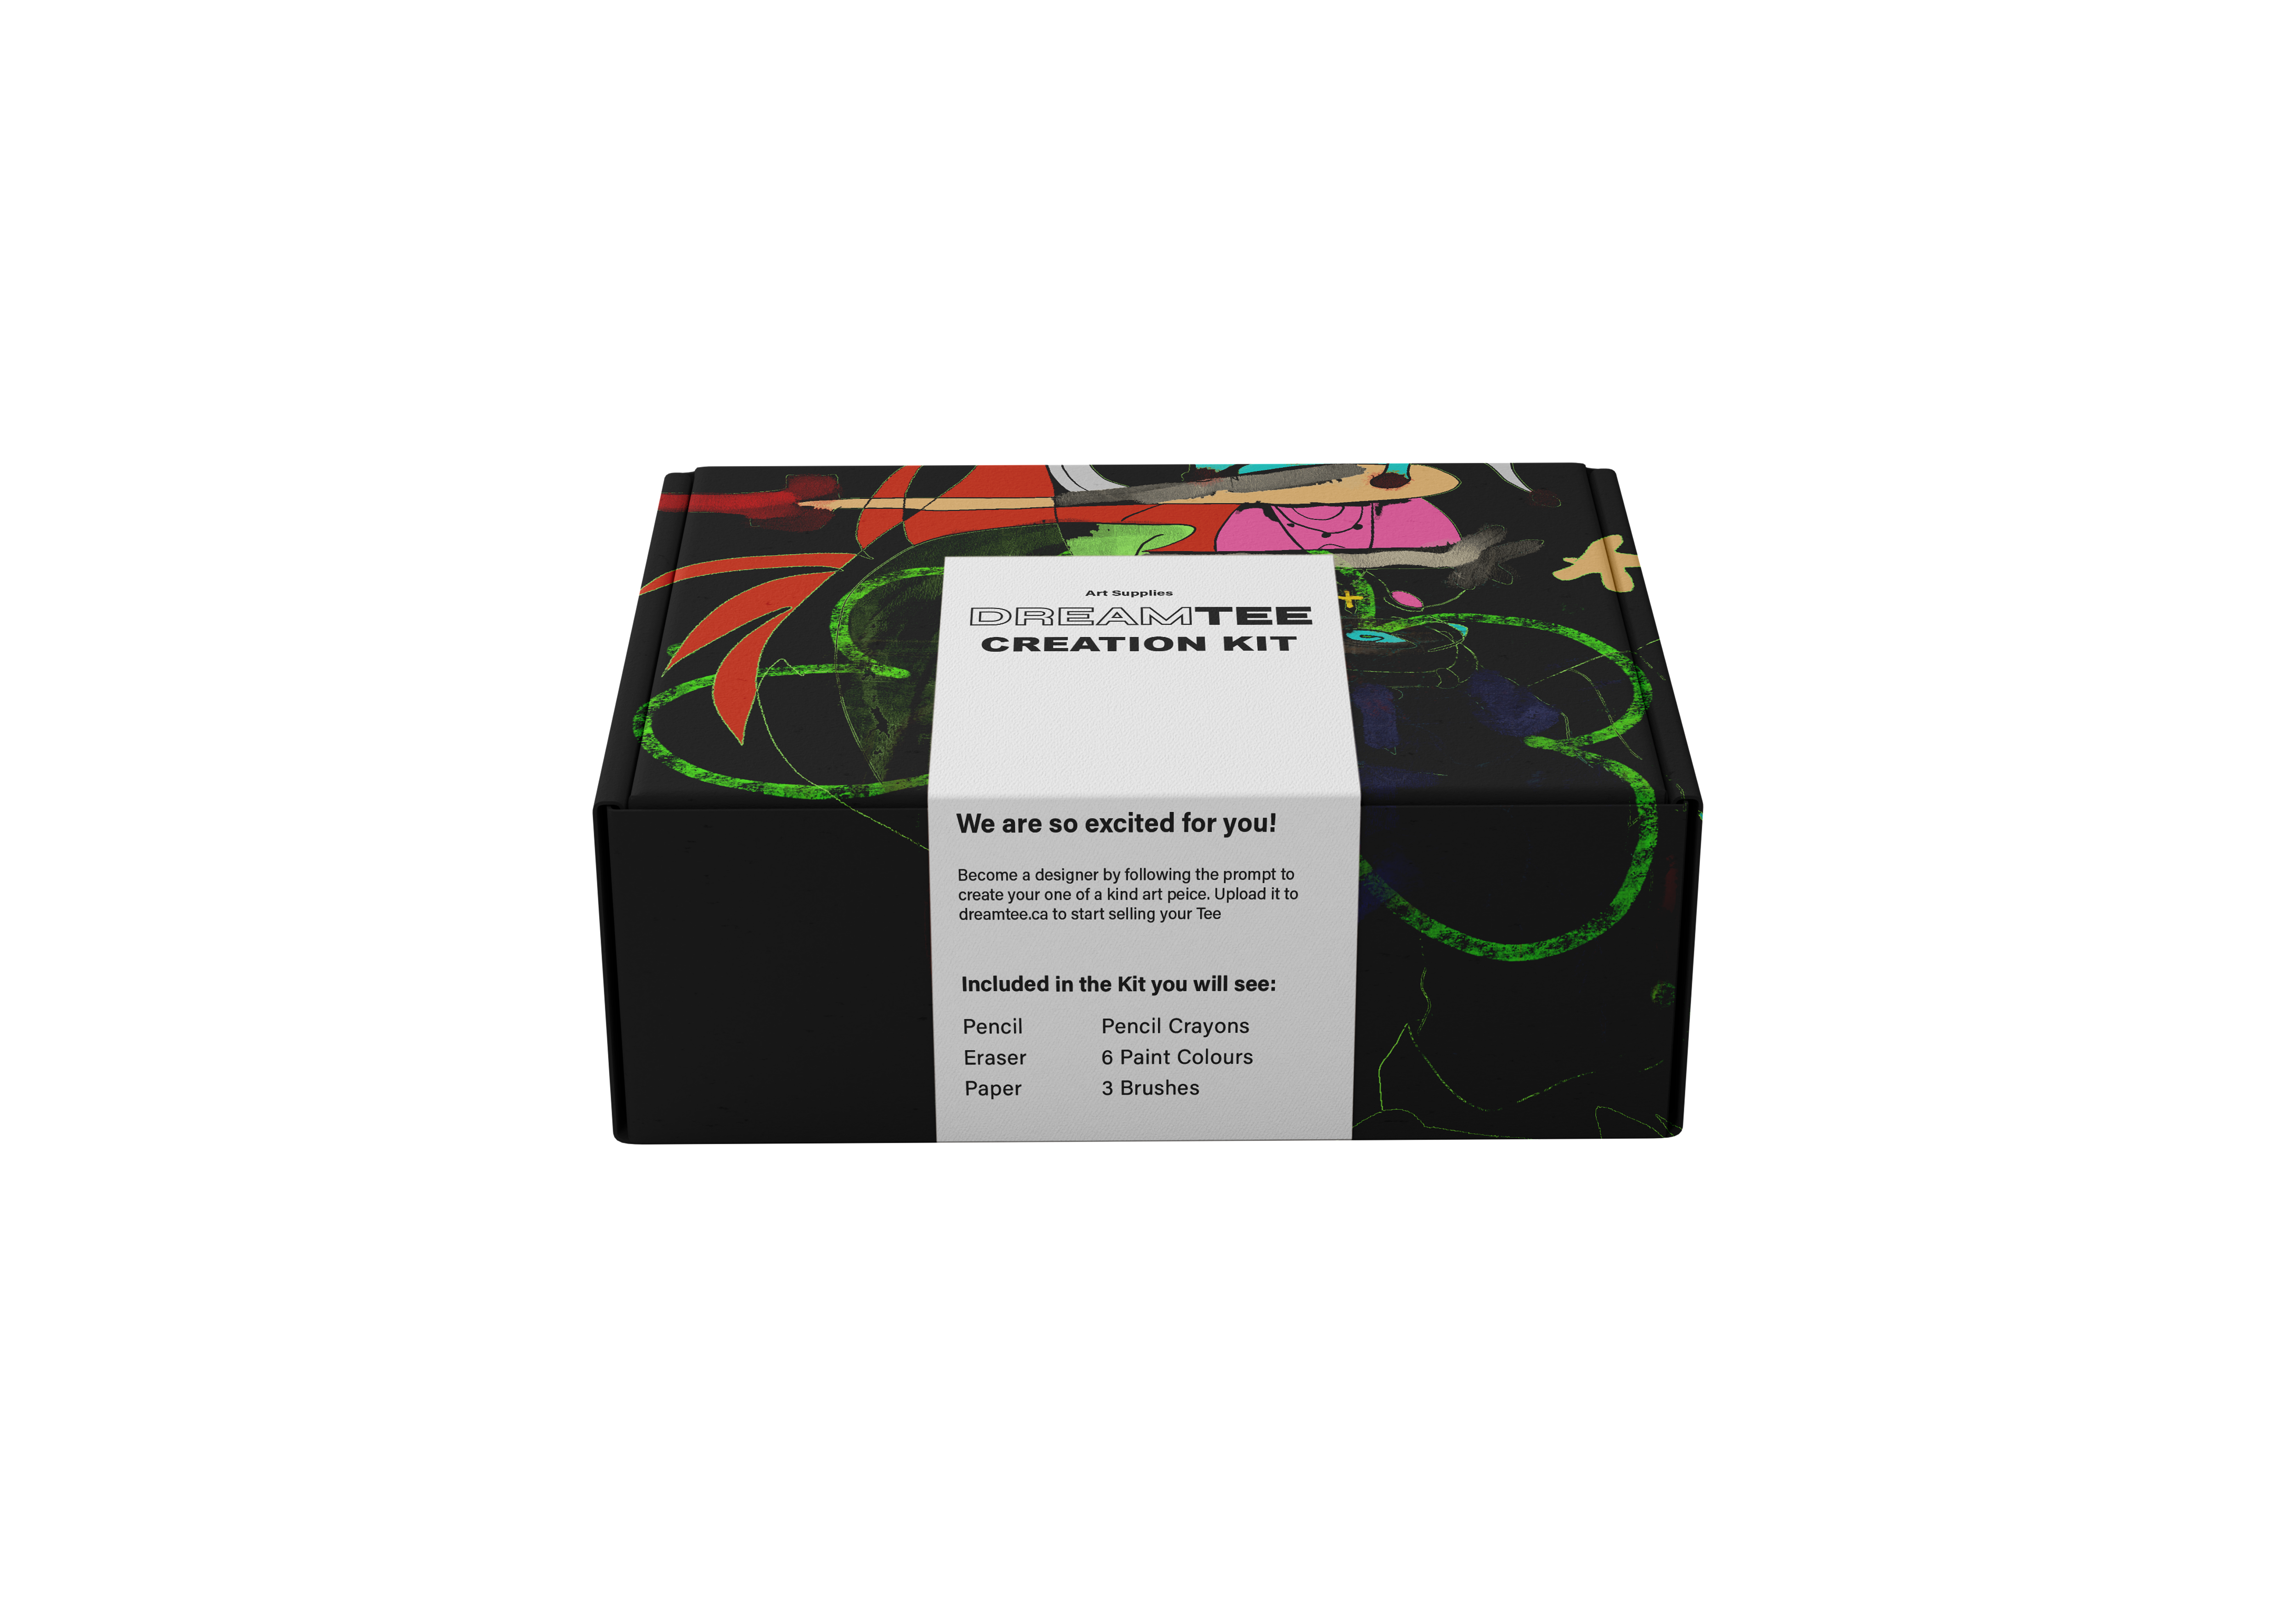 Art Supplies
DREAMTEE
CREATION KIT
We are so excited for you!
Become a designer by following the prompt to
create your one of a kind art peice. Upload it to
dreamtee.ca to start selling your Tee
Included in the Kit you will see:
Pencil Pencil Crayons
Eraser 6 Paint Colours
Paper 3 Brushes